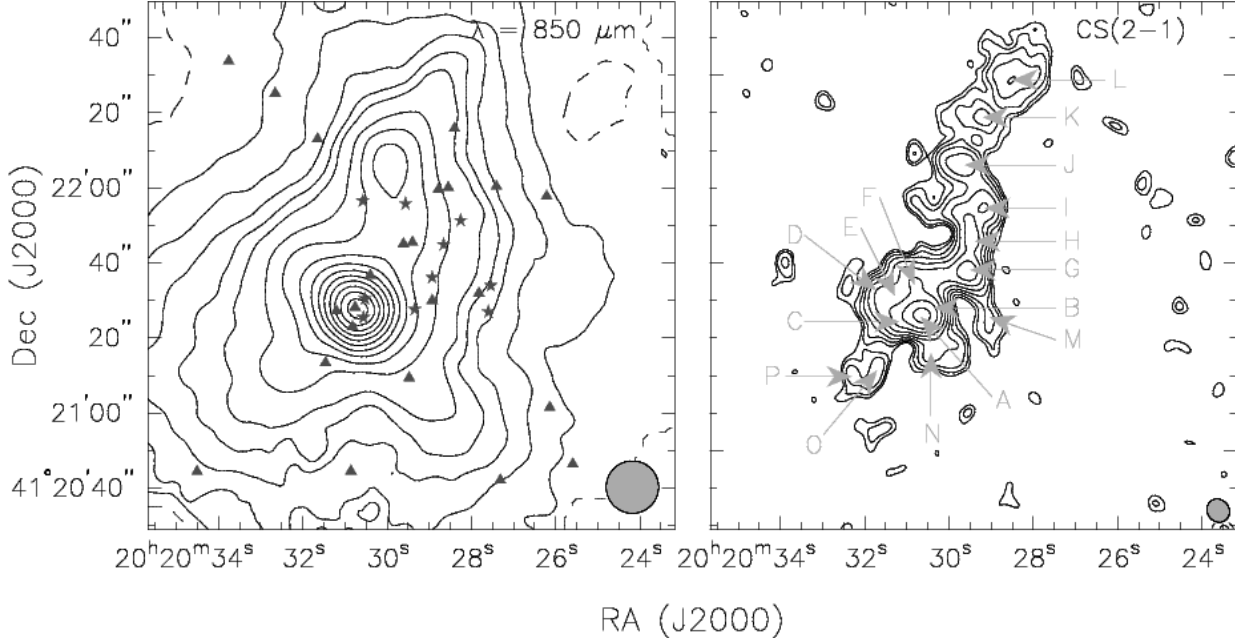 λ = 850 μm
CS(2-1)
L
K
J
I
H
G
F
E
D
C
B
M
A
N
P
O
40"
20"
22'00"
40"
20"
21'00"
41°20'40"
Dec (J2000)
20ʰ20ᵐ34ˢ 32ˢ 30ˢ 28ˢ 26ˢ 24ˢ
20ʰ20ᵐ34ˢ 32ˢ 30ˢ 28ˢ 26ˢ 24ˢ
RA (J2000)